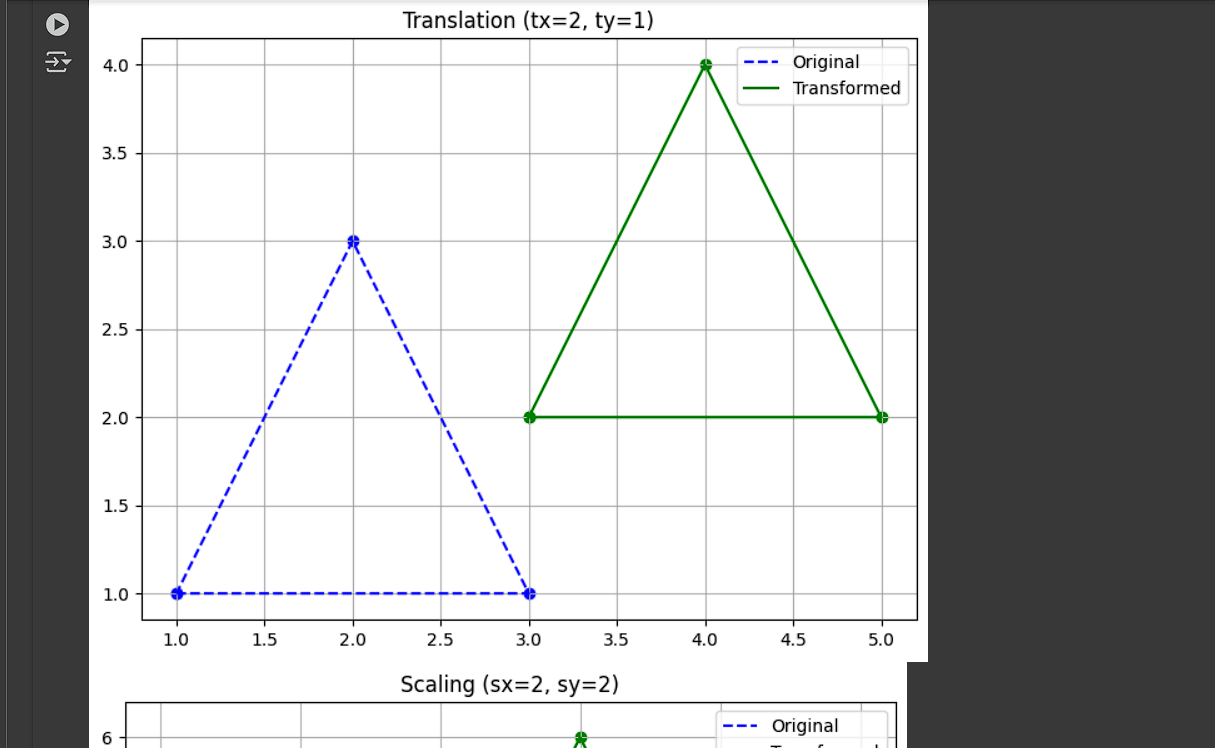 Translation (tx=2, ty=1)
Original
Transformed
4.0
3.5
3.0
2.5
2.0
1.5
1.0
1.0 1.5 2.0 2.5 3.0 3.5 4.0 4.5 5.0
Scaling (sx=2, sy=2)
Original
6